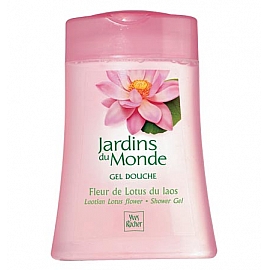 Jardins
du Monde
GEL DOUCHE
Fleur de Lotus du laos
Laotian Lotus flower • Shower Gel
YVES
ROCHER